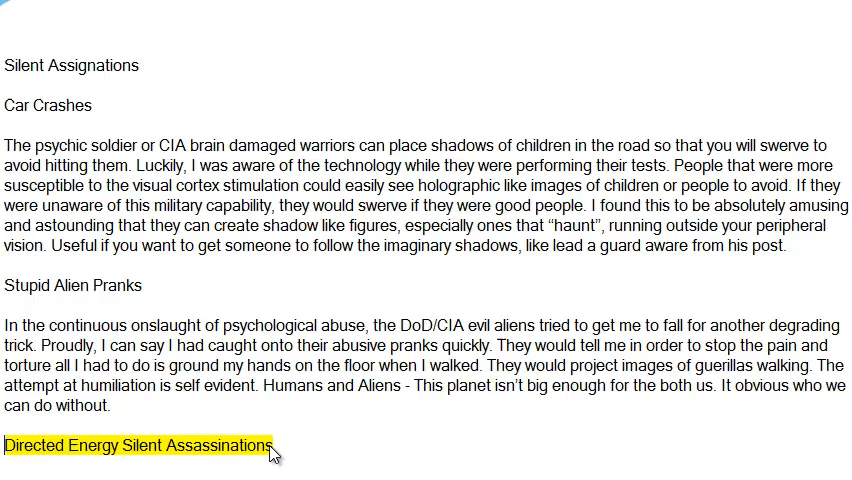 Silent Assignations
Car Crashes
The psychic soldier or CIA brain damaged warriors can place shadows of children in the road so that you will swerve to
avoid hitting them. Luckily, I was aware of the technology while they were performing their tests. People that were more
susceptible to the visual cortex stimulation could easily see holographic like images of children or people to avoid. If they
were unaware of this military capability, they would swerve if they were good people. I found this to be absolutely amusing
and astounding that they can create shadow like figures, especially ones that “haunt”, running outside your peripheral
vision. Useful if you want to get someone to follow the imaginary shadows, like lead a guard aware from his post.
Stupid Alien Pranks
In the continuous onslaught of psychological abuse, the DoD/CIA evil aliens tried to get me to fall for another degrading
trick. Proudly, I can say I had caught onto their abusive pranks quickly. They would tell me in order to stop the pain and
torture all I had to do is ground my hands on the floor when I walked. They would project images of guerillas walking. The
attempt at humiliation is self evident. Humans and Aliens - This planet isn’t big enough for the both us. It obvious who we
can do without.
Directed Energy Silent Assassinations